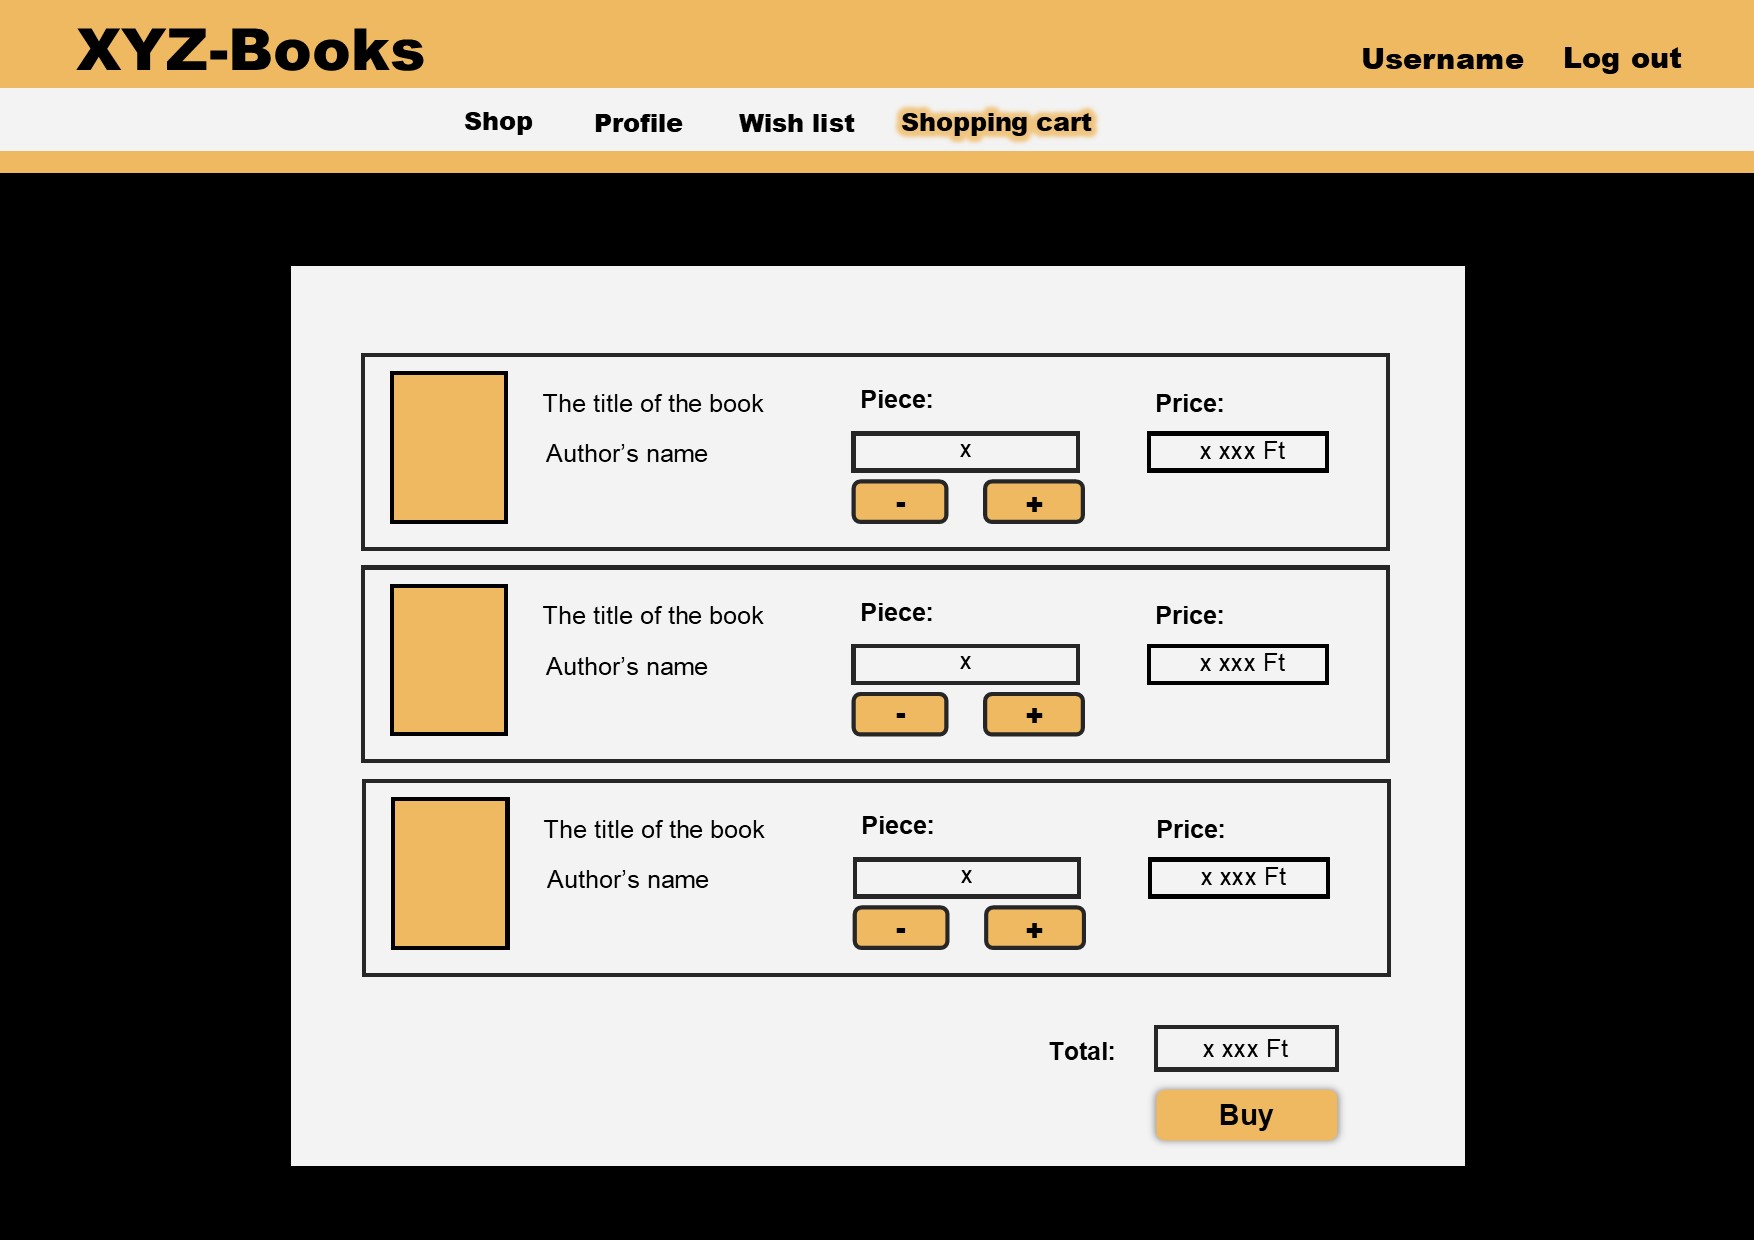 XYZ-Books
Username Log out
Shop Profile Wish list Shopping cart
The title of the book Piece: Price:
Author’s name x x xxx Ft
- +
The title of the book Piece: Price:
Author’s name x x xxx Ft
- +
The title of the book Piece: Price:
Author’s name x x xxx Ft
- +
Total: x xxx Ft
Buy